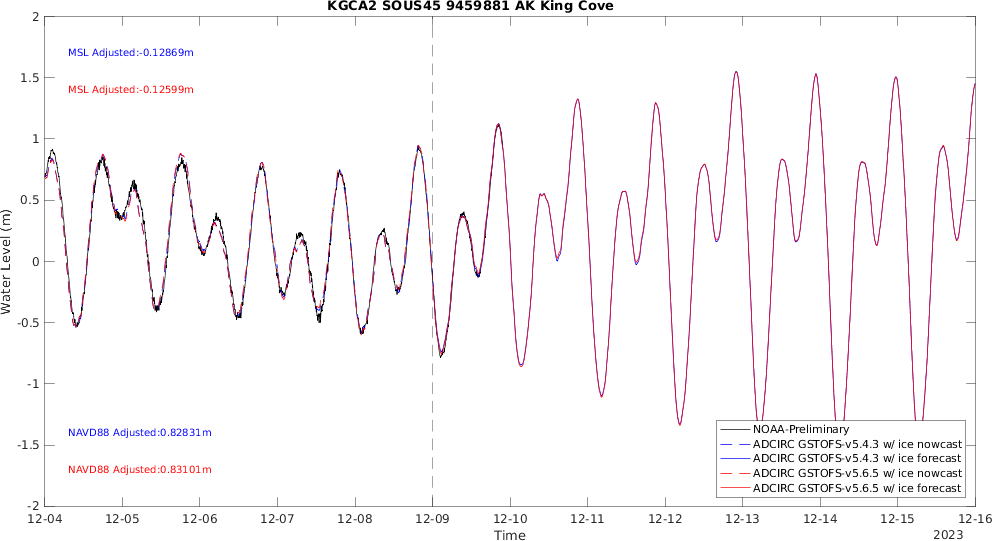 KGCA2 SOUS45 9459881 AK King Cove
MSL Adjusted:-0.12869m
MSL Adjusted:-0.12599m
NAVD88 Adjusted:0.82831m
NAVD88 Adjusted:0.83101m
Water Level (m)
2
1.5
1
0.5
0
-0.5
-1
-1.5
-2
NOAA-Preliminary
ADCIRC GSTOFS-v5.4.3 w/ ice nowcast
ADCIRC GSTOFS-v5.4.3 w/ ice forecast
ADCIRC GSTOFS-v5.6.5 w/ ice nowcast
ADCIRC GSTOFS-v5.6.5 w/ ice forecast
12-04 12-05 12-06 12-07 12-08 12-09 12-10 12-11 12-12 12-13 12-14 12-15 12-16
Time
2023